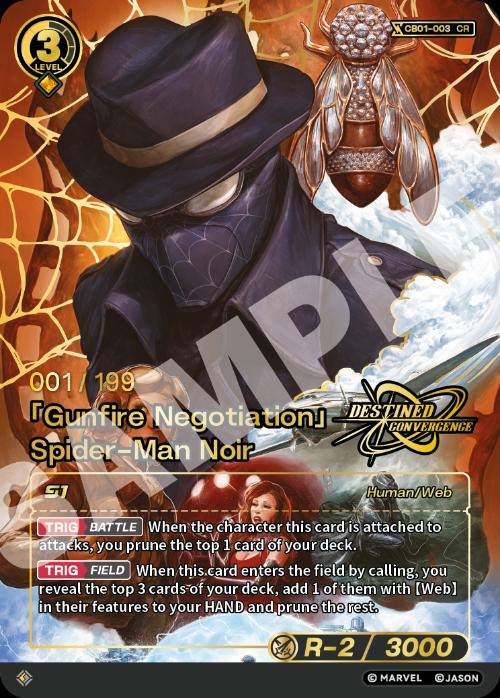 3
LEVEL
CB01-003 CR
SAMPLE
001 / 199
「Gunfire Negotiation」
Spider-Man Noir
DESTINED
CONVERGENCE
S1
Human/Web
TRIG BATTLE When the character this card is attached to
attacks, you prune the top 1 card of your deck.
TRIG FIELD When this card enters the field by calling, you
reveal the top 3 cards of your deck, add 1 of them with【Web】
in their features to your HAND and prune the rest.
R-2 / 3000
© MARVEL ©JASON